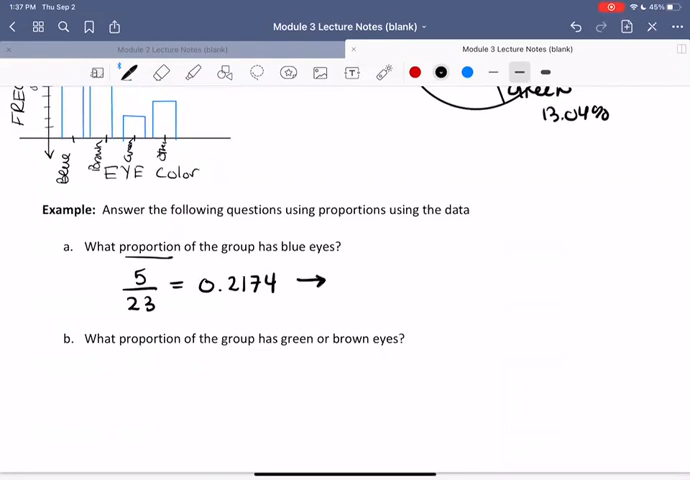 1:37 PM Thu Sep 2
45%
Module 3 Lecture Notes (blank)
Module 2 Lecture Notes (blank)
Module 3 Lecture Notes (blank)
Green
13.04%
Blue
Brown
Green
EYE Color
Example: Answer the following questions using proportions using the data
a. What proportion of the group has blue eyes?
5/23 = 0.2174 →
b. What proportion of the group has green or brown eyes?